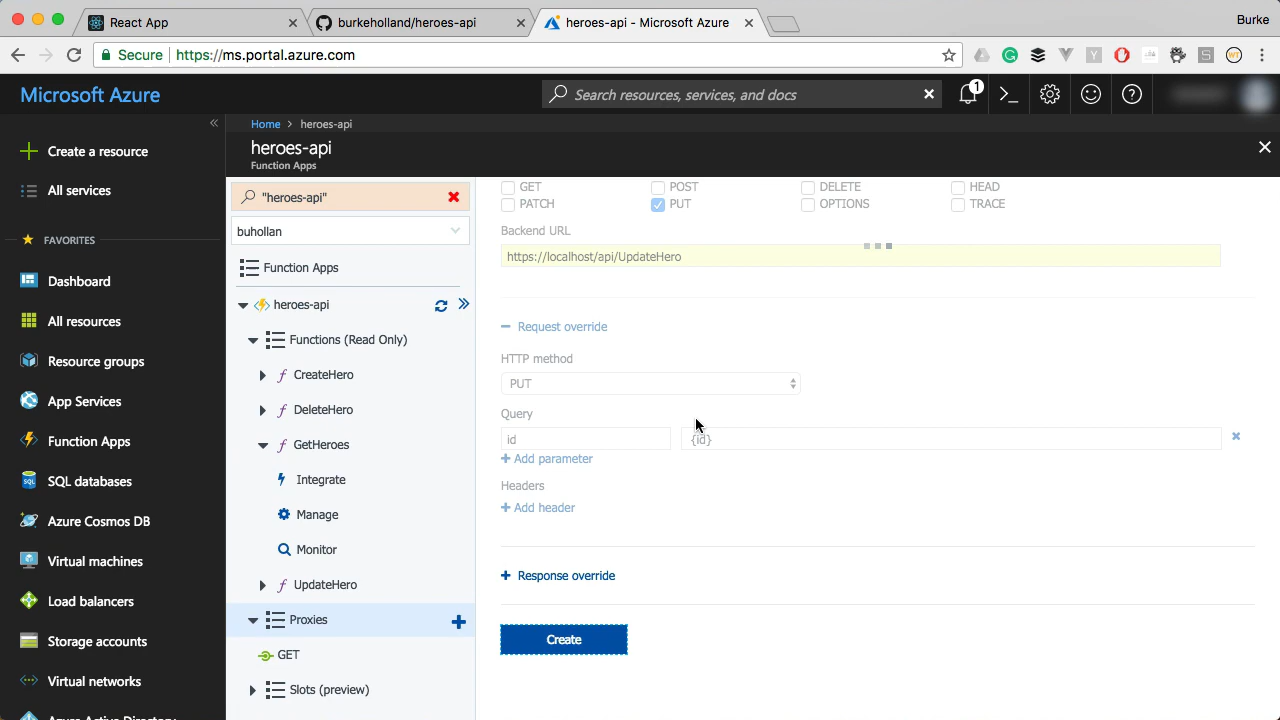 React App
burkeholland/heroes-api
heroes-api - Microsoft Azure
Burke
Secure
https://ms.portal.azure.com
Microsoft Azure
Search resources, services, and docs
1
Create a resource
All services
FAVORITES
Dashboard
All resources
Resource groups
App Services
Function Apps
SQL databases
Azure Cosmos DB
Virtual machines
Load balancers
Storage accounts
Virtual networks
Azure Active Directory
Home > heroes-api
heroes-api
Function Apps
"heroes-api"
buhollan
Function Apps
heroes-api
Functions (Read Only)
CreateHero
DeleteHero
GetHeroes
Integrate
Manage
Monitor
UpdateHero
Proxies
GET
Slots (preview)
GET POST DELETE HEAD
PATCH PUT OPTIONS TRACE
Backend URL
https://localhost/api/UpdateHero
Request override
HTTP method
PUT
Query
id {id}
+ Add parameter
Headers
+ Add header
+ Response override
Create